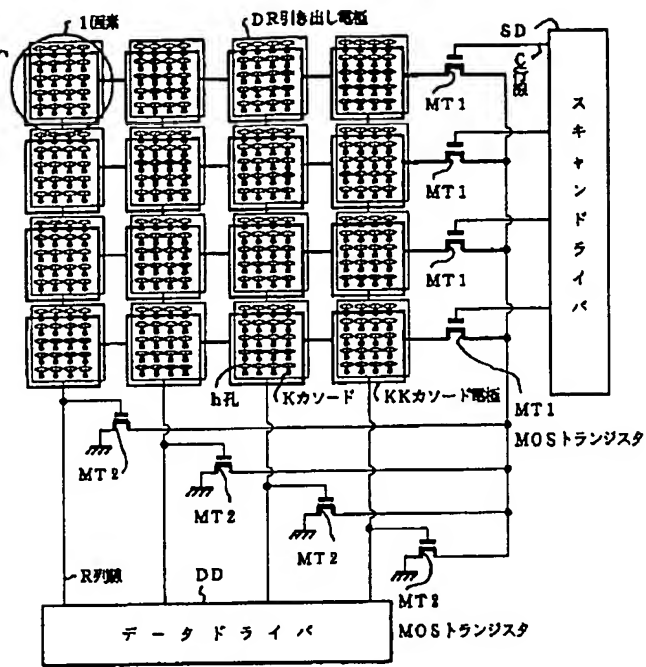 1画素
DR引き出し電極
SD
C行線
MT1
スキャンドライバ
MT1
MT1
MT1
h孔
Kカソード
KKカソード電極
MOSトランジスタ
MT2
MT2
MT2
MT2
R列線
DD
データドライバ
MOSトランジスタ